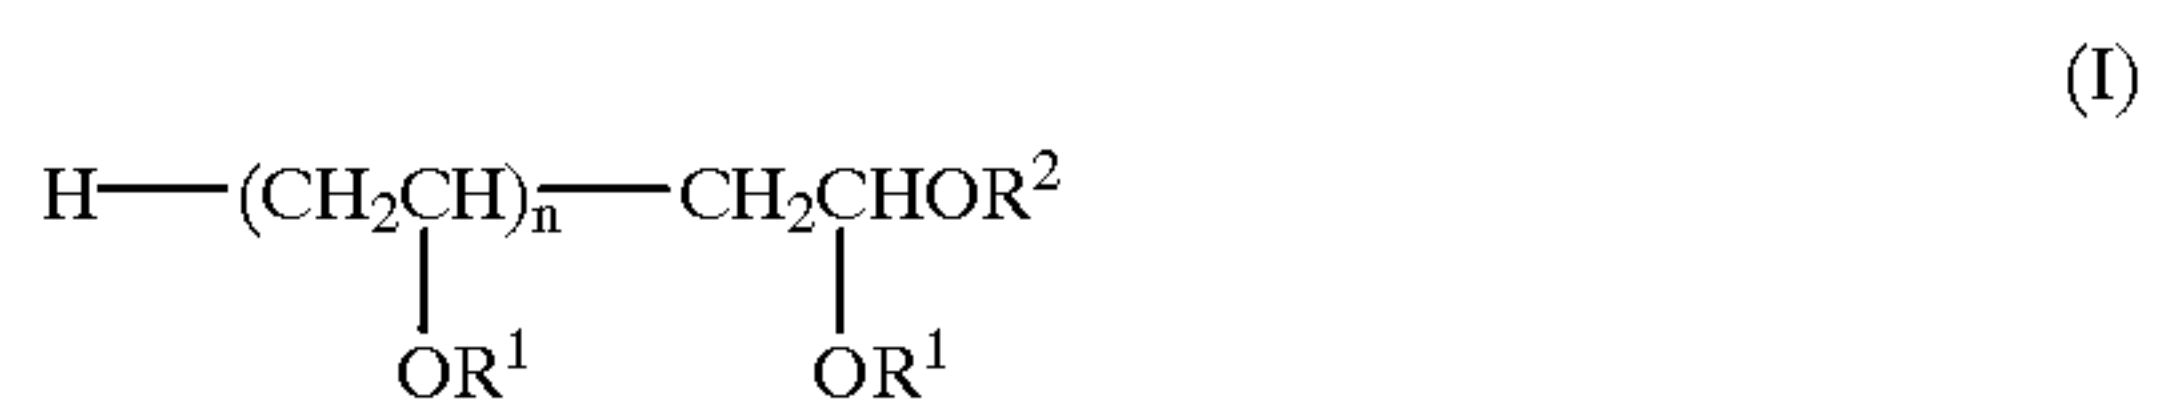 (I)
H—(CH₂CH)ₙ—CH₂CHOR²
OR¹ OR¹